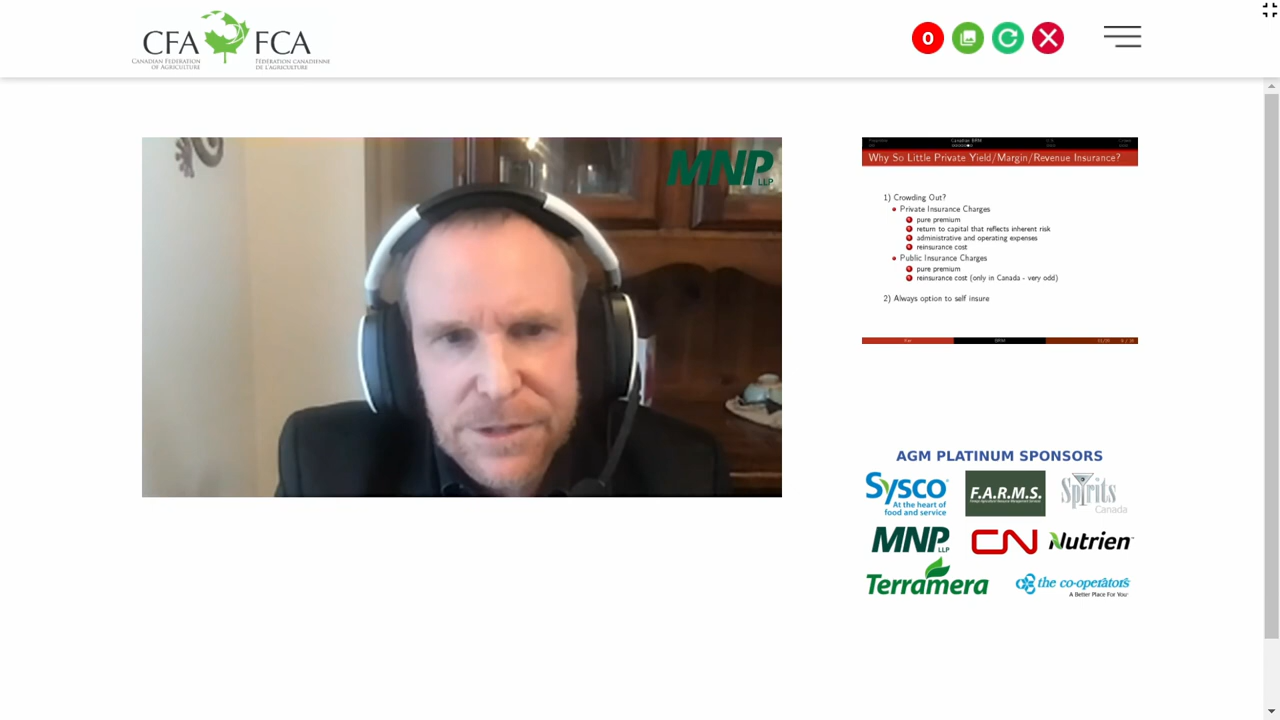 CFA FCA
CANADIAN FEDERATION
OF AGRICULTURE
FÉDÉRATION CANADIENNE
DE L'AGRICULTURE
0
MNP
LLP
Canadian BRM
Why So Little Private Yield/Margin/Revenue Insurance?
1) Crowding Out?
Private Insurance Charges
pure premium
return to capital that reflects inherent risk
administrative and operating expenses
reinsurance cost
Public Insurance Charges
pure premium
reinsurance cost (only in Canada - very odd)
2) Always option to self insure
BRM
AGM PLATINUM SPONSORS
Sysco
At the heart of
food and service
F.A.R.M.S.
Spirits
Canada
MNP
LLP
CN
Nutrien
Terramera
the co-operators
A Better Place For You